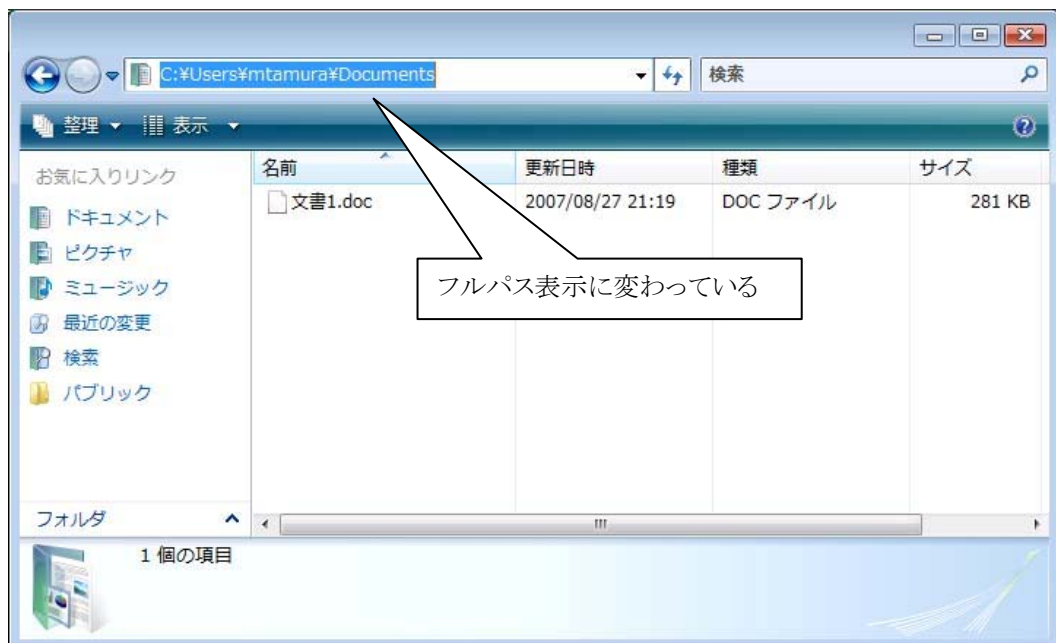 C:¥Users¥mtamura¥Documents
検索
整理 表示
お気に入りリンク
ドキュメント
ピクチャ
ミュージック
最近の変更
検索
パブリック
フォルダ
名前 更新日時 種類 サイズ
文書1.doc 2007/08/27 21:19 DOC ファイル 281 KB
フルパス表示に変わっている
1 個の項目